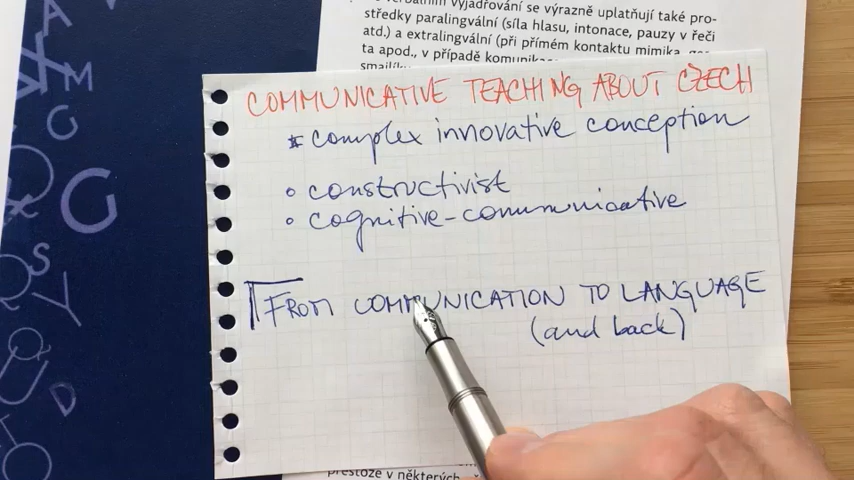 vyjadřování se výrazně uplatňují také pro-
středky paralingvální (síla hlasu, intonace, pauzy v řeči
atd.) a extralingvální (při přímém kontaktu mimika,
ta apod., v případě
COMMUNICATIVE TEACHING ABOUT CZECH
* complex innovative conception
• constructivist
• cognitive-communicative
FROM COMMUNICATION TO LANGUAGE
(and back)
přestože v některých